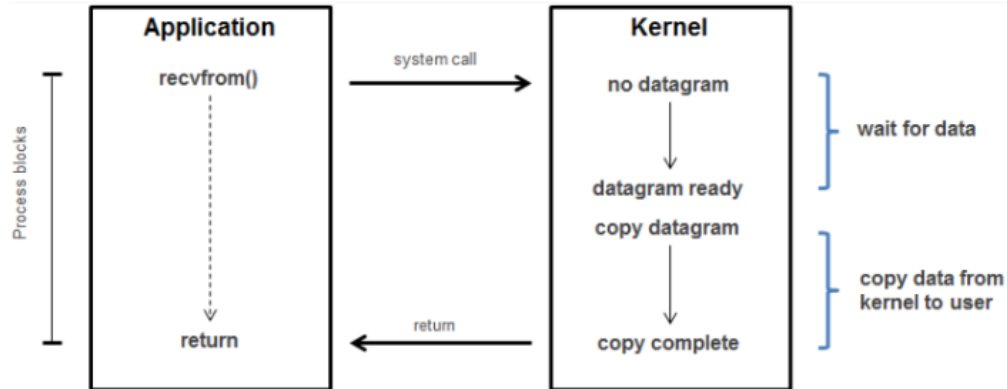 Application
Kernel
recvfrom()
system call
no datagram
wait for data
Process blocks
datagram ready
copy datagram
copy data from
kernel to user
return
return
copy complete